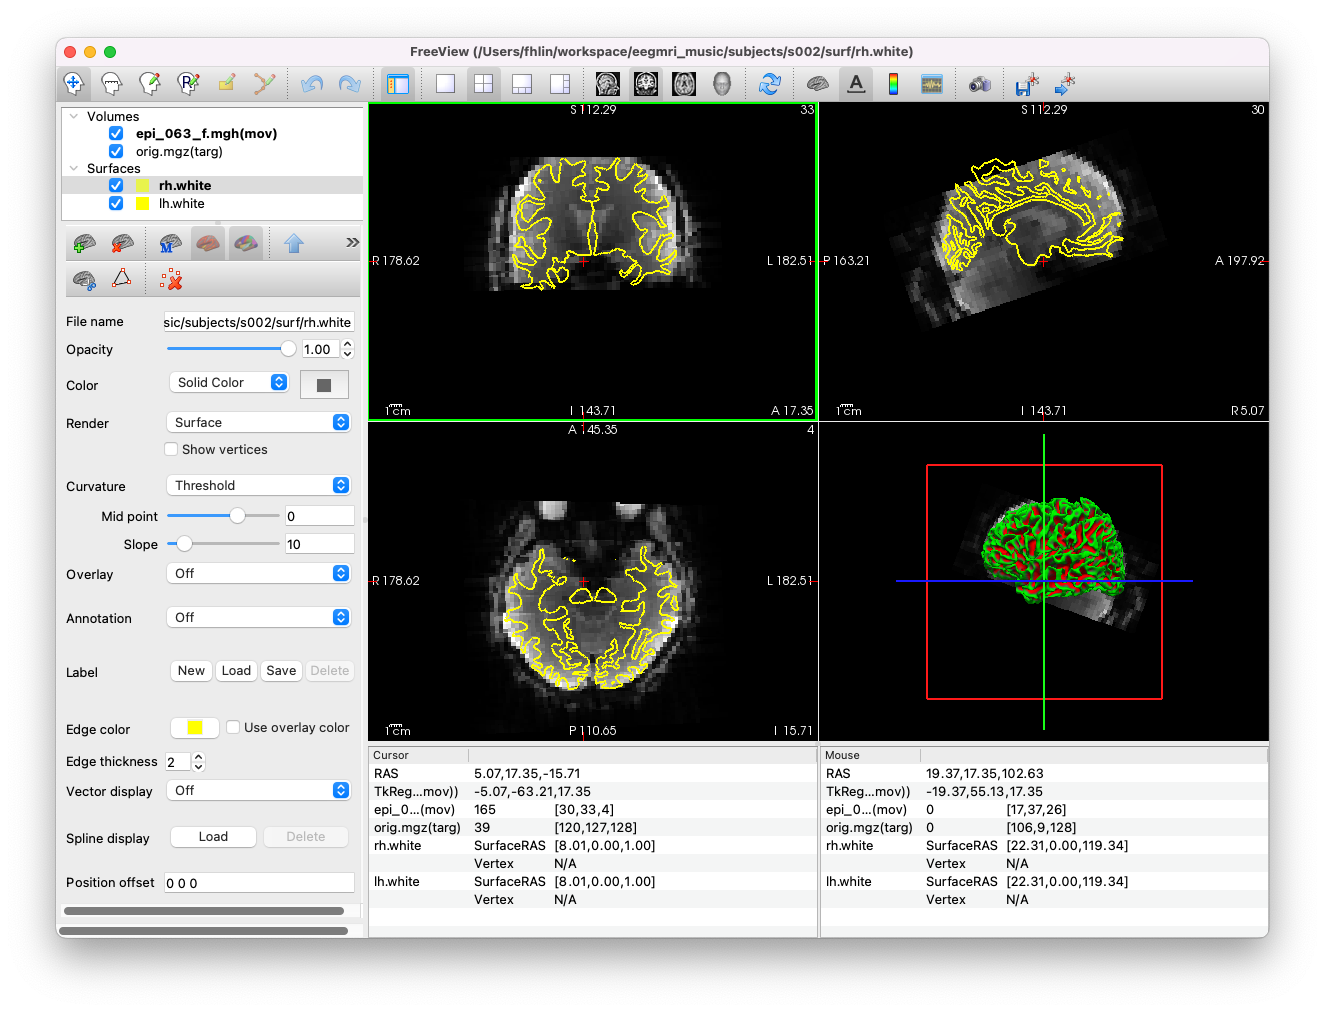 FreeView (/Users/fhlin/workspace/eegmri_music/subjects/s002/surf/rh.white)
Volumes
epi_063_f.mgh(mov)
orig.mgz(targ)
Surfaces
rh.white
lh.white
File name sic/subjects/s002/surf/rh.white
Opacity 1.00
Color Solid Color
Render Surface
Show vertices
Curvature Threshold
Mid point 0
Slope 10
Overlay Off
Annotation Off
Label New Load Save Delete
Edge color Use overlay color
Edge thickness 2
Vector display Off
Spline display Load Delete
Position offset 0 0 0
S 112.29 33
R 178.62 L 182.51
1 cm I 143.71 A 17.35
S 112.29 30
P 163.21 A 197.92
1 cm I 143.71 R 5.07
A 145.35 4
R 178.62 L 182.51
1 cm P 110.65 I 15.71
Cursor
RAS 5.07,17.35,-15.71
TkReg...mov)) -5.07,-63.21,17.35
epi_0...(mov) 165 [30,33,4]
orig.mgz(targ) 39 [120,127,128]
rh.white SurfaceRAS [8.01,0.00,1.00]
Vertex N/A
lh.white SurfaceRAS [8.01,0.00,1.00]
Vertex N/A
Mouse
RAS 19.37,17.35,102.63
TkReg...mov)) -19.37,55.13,17.35
epi_0...(mov) 0 [17,37,26]
orig.mgz(targ) 0 [106,9,128]
rh.white SurfaceRAS [22.31,0.00,119.34]
Vertex N/A
lh.white SurfaceRAS [22.31,0.00,119.34]
Vertex N/A